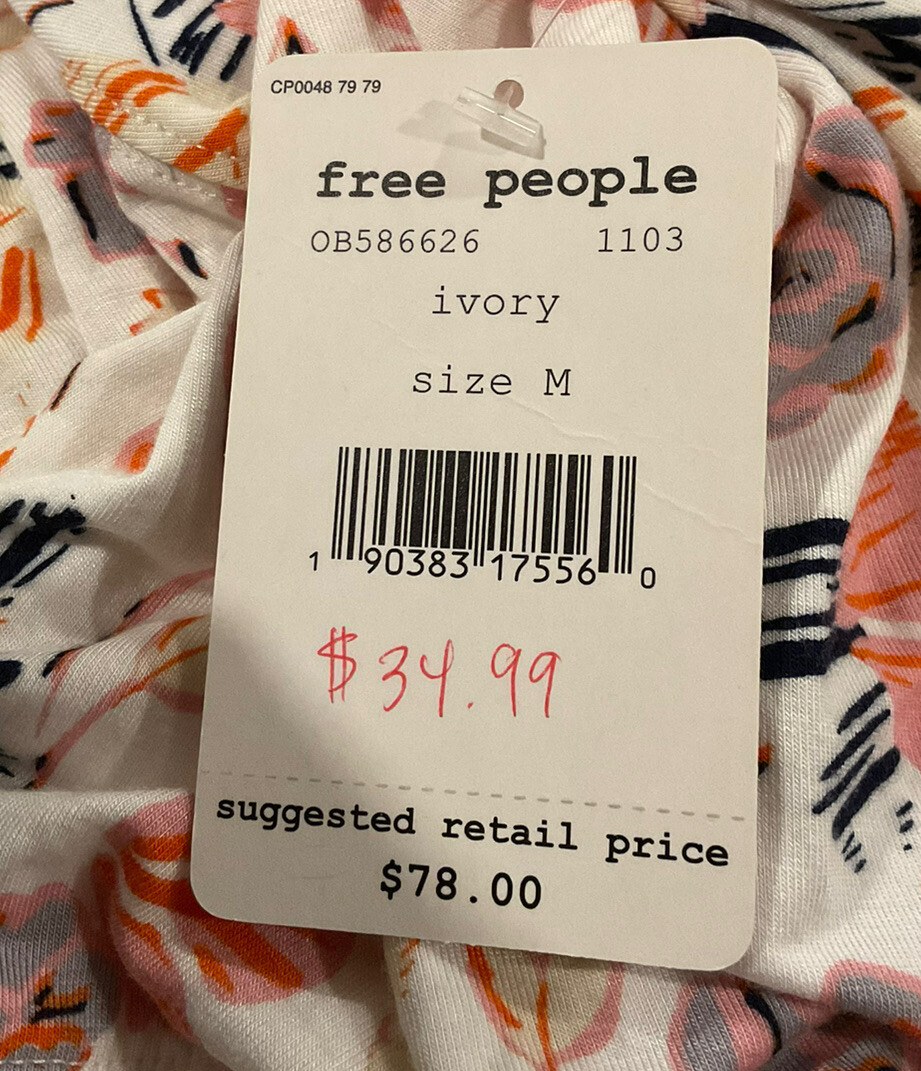 CP0048 79 79
free people
OB586626 1103
ivory
size M
1 90383 17556 0
$34.99
suggested retail price
$78.00